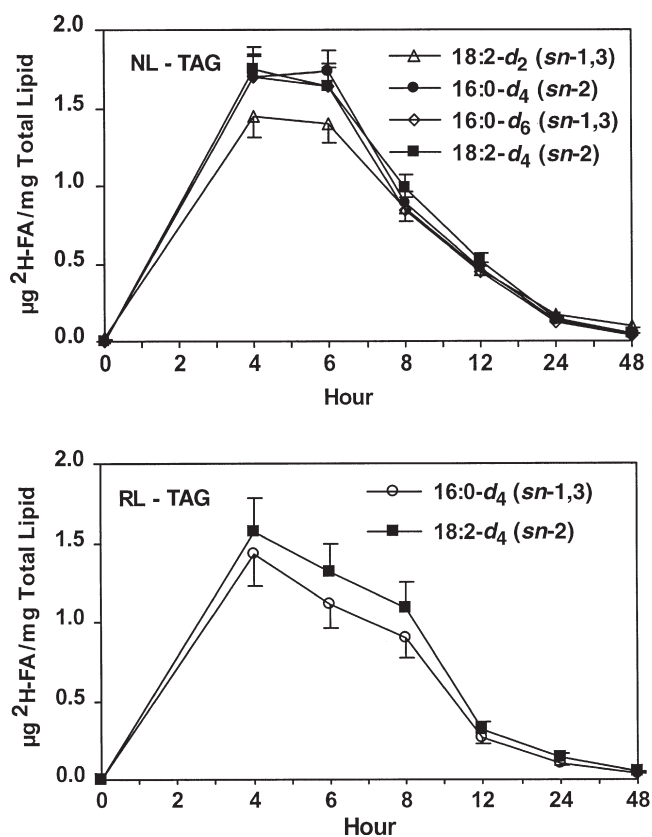 2.0
NL - TAG
18:2-d2 (sn-1,3)
16:0-d4 (sn-2)
16:0-d6 (sn-1,3)
18:2-d4 (sn-2)
1.5
1.0
0.5
0.0
µg 2H-FA/mg Total Lipid
0 2 4 6 8 12 24 48
Hour
2.0
RL - TAG
16:0-d4 (sn-1,3)
18:2-d4 (sn-2)
1.5
1.0
0.5
0.0
µg 2H-FA/mg Total Lipid
0 2 4 6 8 12 24 48
Hour